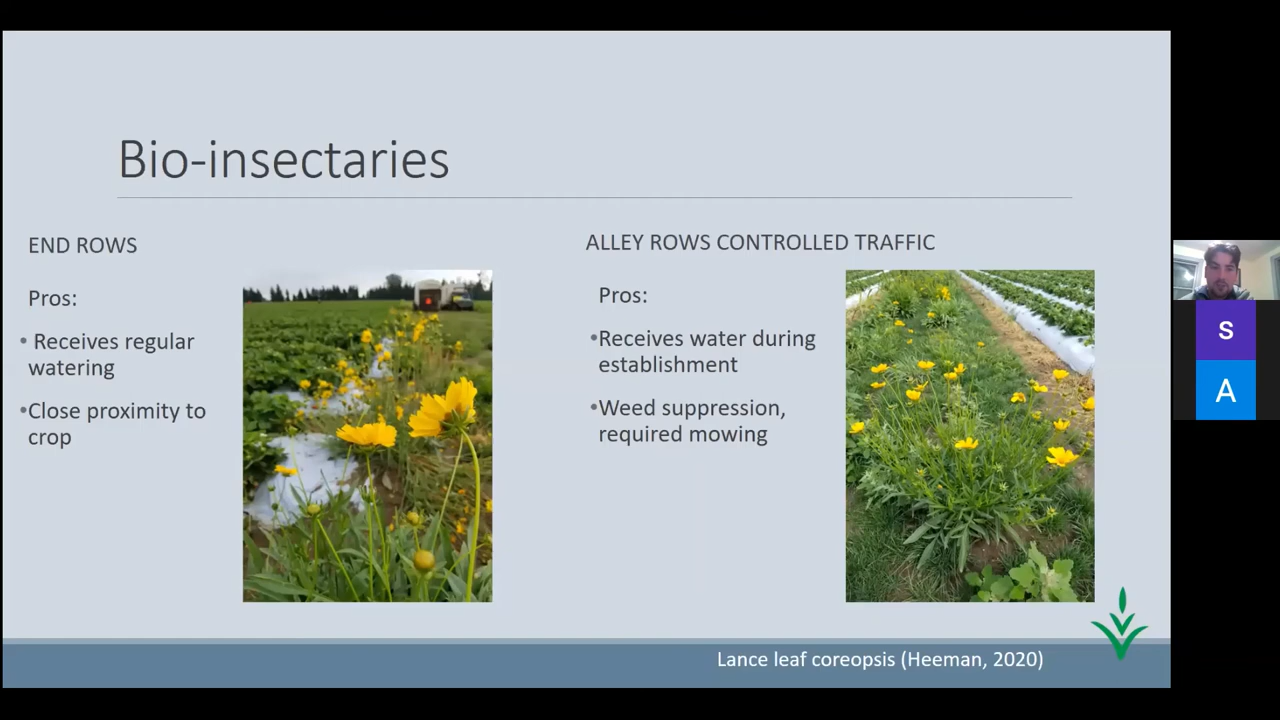 Bio-insectaries
END ROWS
Pros:
• Receives regular
watering
•Close proximity to
crop
ALLEY ROWS CONTROLLED TRAFFIC
Pros:
•Receives water during
establishment
•Weed suppression,
required mowing
Lance leaf coreopsis (Heeman, 2020)
S
A